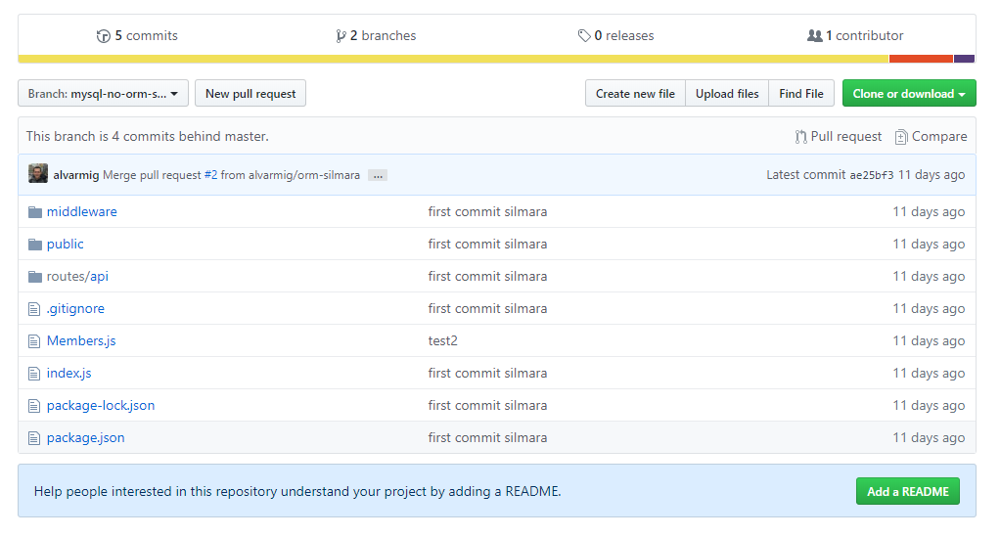 5 commits 2 branches 0 releases 1 contributor
Branch: mysql-no-orm-s... New pull request Create new file Upload files Find File Clone or download
This branch is 4 commits behind master. Pull request Compare
alvarmig Merge pull request #2 from alvarmig/orm-silmara ... Latest commit ae25bf3 11 days ago
middleware first commit silmara 11 days ago
public first commit silmara 11 days ago
routes/api first commit silmara 11 days ago
.gitignore first commit silmara 11 days ago
Members.js test2 11 days ago
index.js first commit silmara 11 days ago
package-lock.json first commit silmara 11 days ago
package.json first commit silmara 11 days ago
Help people interested in this repository understand your project by adding a README. Add a README